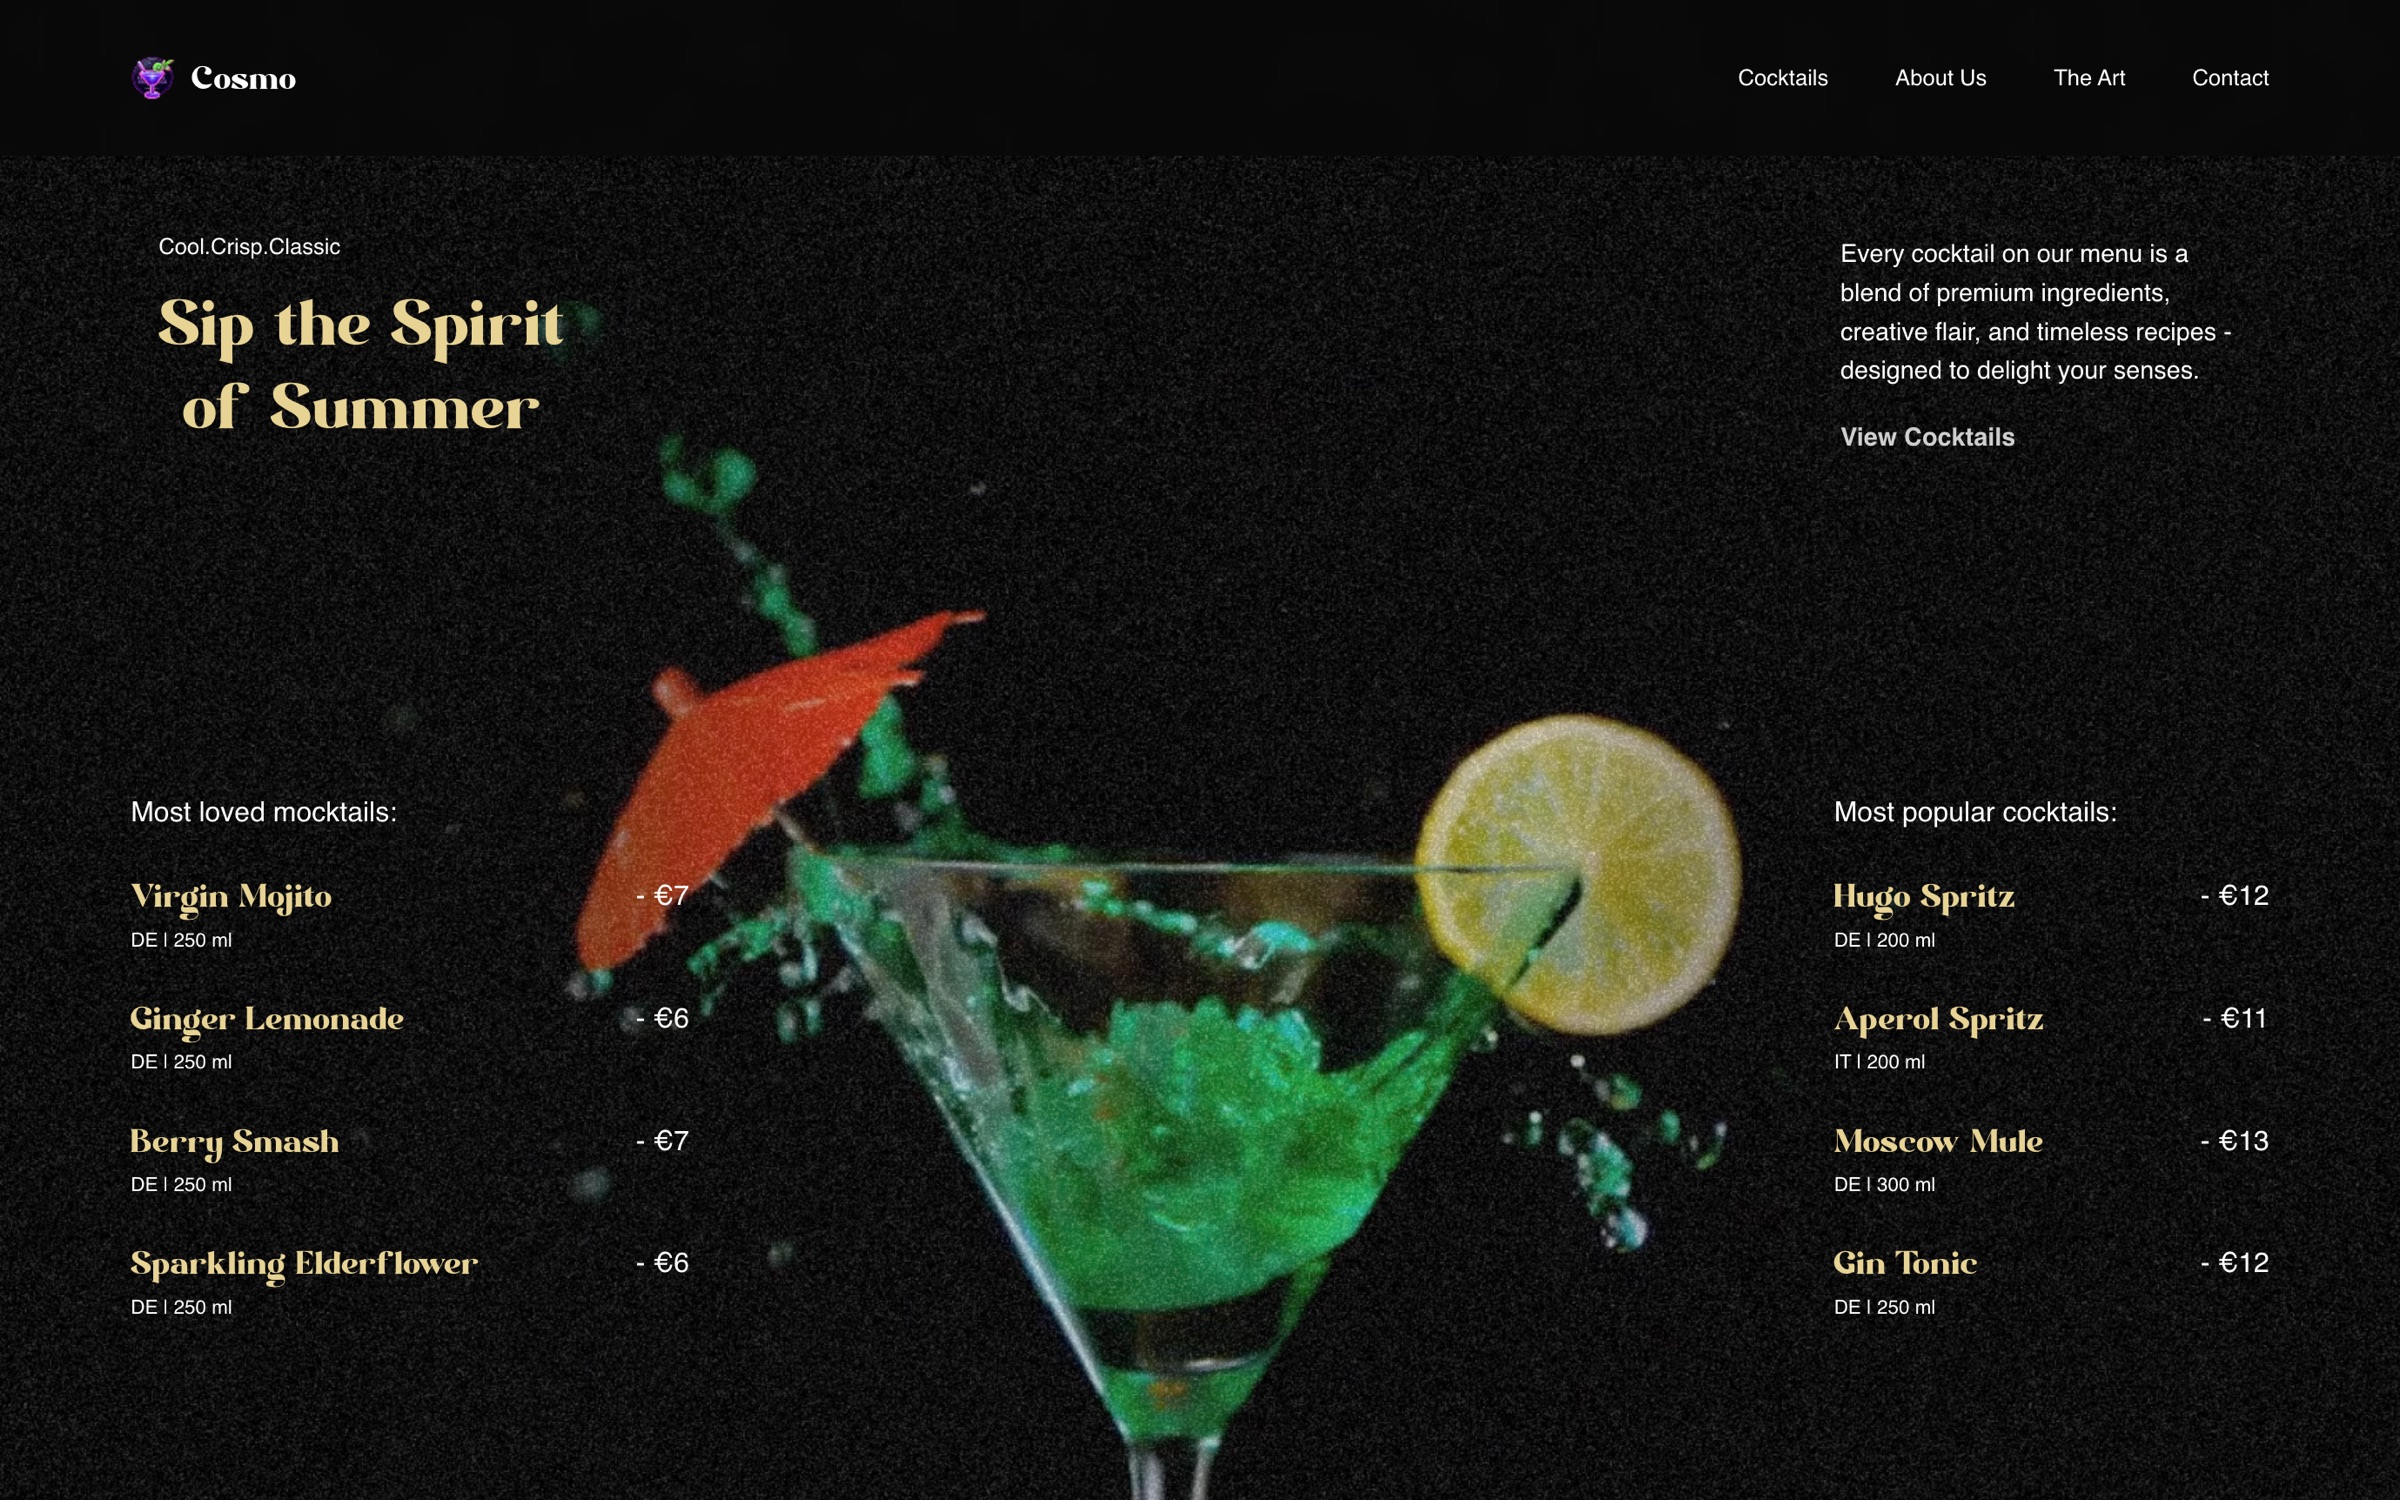 Cosmo
Cocktails
About Us
The Art
Contact
Cool.Crisp.Classic
Sip the Spirit
of Summer
Every cocktail on our menu is a
blend of premium ingredients,
creative flair, and timeless recipes -
designed to delight your senses.
View Cocktails
Most loved mocktails:
Virgin Mojito - €7
DE | 250 ml
Ginger Lemonade - €6
DE | 250 ml
Berry Smash - €7
DE | 250 ml
Sparkling Elderflower - €6
DE | 250 ml
Most popular cocktails:
Hugo Spritz - €12
DE | 200 ml
Aperol Spritz - €11
IT | 200 ml
Moscow Mule - €13
DE | 300 ml
Gin Tonic - €12
DE | 250 ml